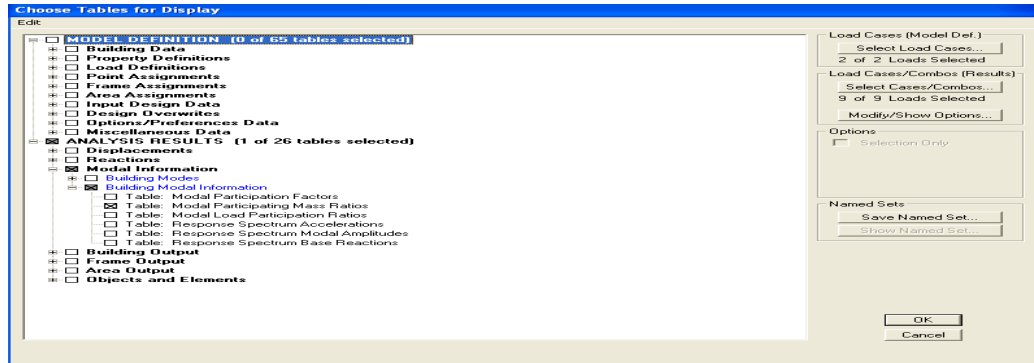 Choose Tables for Display
Edit
MODEL DEFINITION (0 of 65 tables selected)
Building Data
Property Definitions
Load Definitions
Point Assignments
Frame Assignments
Area Assignments
Input Design Data
Design Overwrites
Options/Preferences Data
Miscellaneous Data
ANALYSIS RESULTS (1 of 26 tables selected)
Displacements
Reactions
Modal Information
Building Modes
Building Modal Information
Table: Modal Participation Factors
Table: Modal Participating Mass Ratios
Table: Modal Load Participation Ratios
Table: Response Spectrum Accelerations
Table: Response Spectrum Modal Amplitudes
Table: Response Spectrum Base Reactions
Building Output
Frame Output
Area Output
Objects and Elements
Load Cases (Model Def.)
Select Load Cases...
2 of 2 Loads Selected
Load Cases/Combos (Results)
Select Cases/Combos...
9 of 9 Loads Selected
Modify/Show Options...
Options
Selection Only
Named Sets
Save Named Set...
Show Named Set...
OK
Cancel